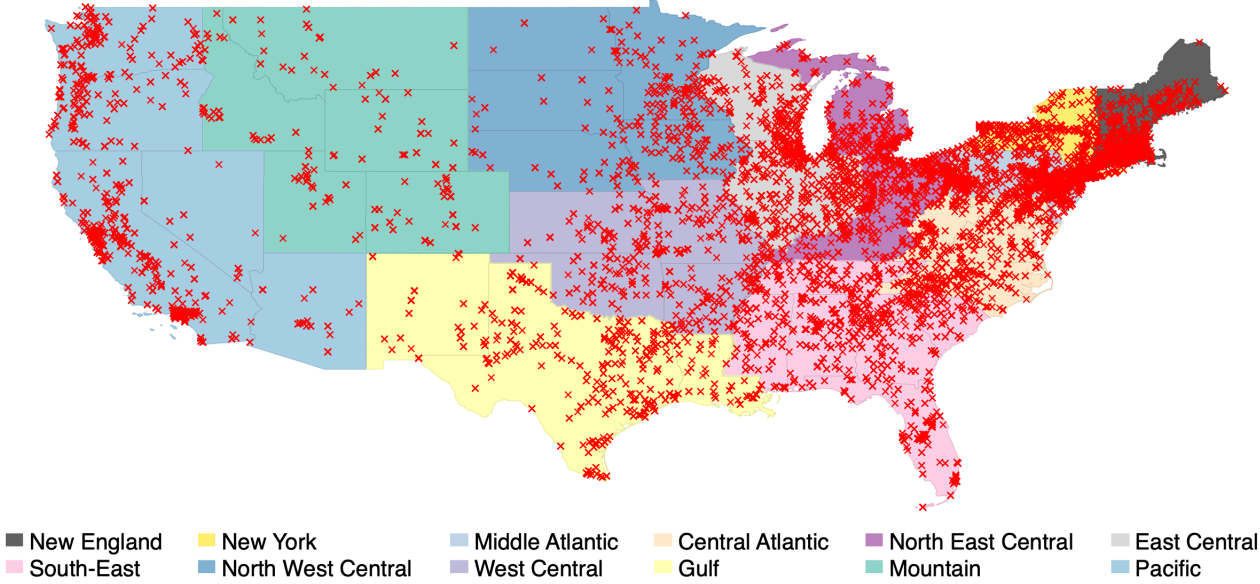 New England New York Middle Atlantic Central Atlantic North East Central East Central
South-East North West Central West Central Gulf Mountain Pacific